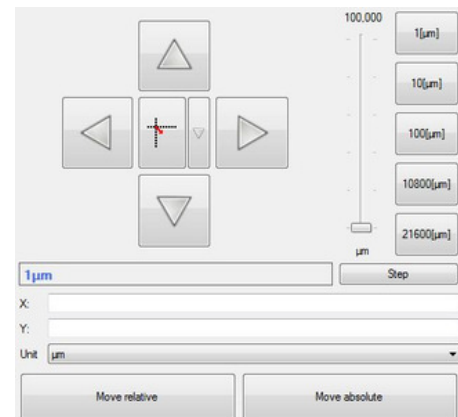 100,000
1[µm]
10[µm]
100[µm]
10800[µm]
21600[µm]
µm
1µm
Step
X:
Y:
Unit µm
Move relative Move absolute